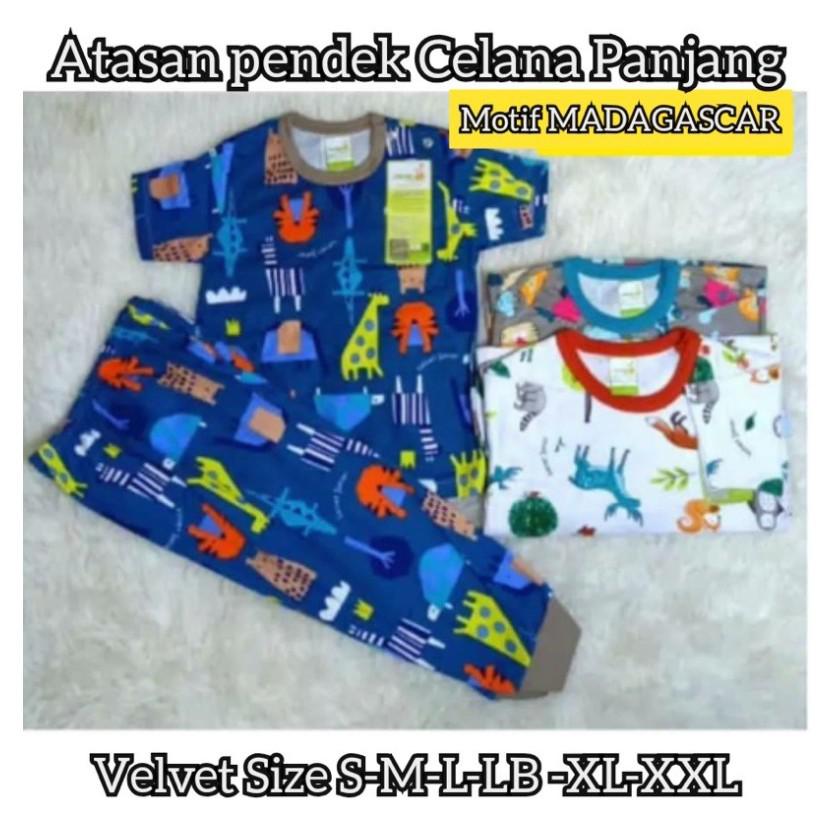 Atasan pendek Celana Panjang
Motif MADAGASCAR
Velvet Size S-M-L-LB -XL-XXL